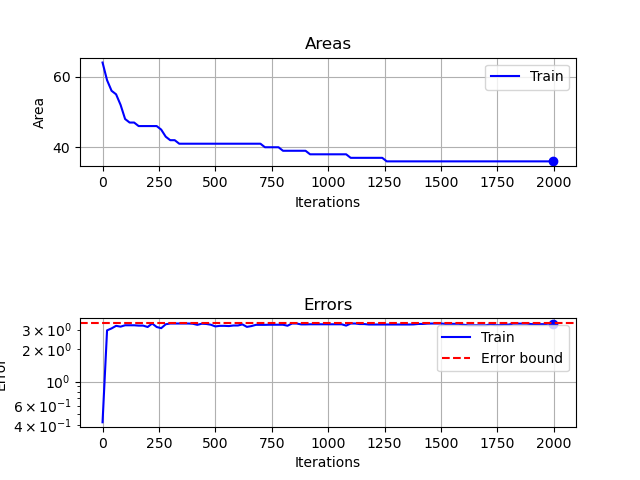 Areas
60
40
Area
Train
0
250
500
750
1000
1250
1500
1750
2000
Iterations
Errors
3 × 10⁰
2 × 10⁰
10⁰
6 × 10⁻¹
4 × 10⁻¹
Error
Train
Error bound
0
250
500
750
1000
1250
1500
1750
2000
Iterations